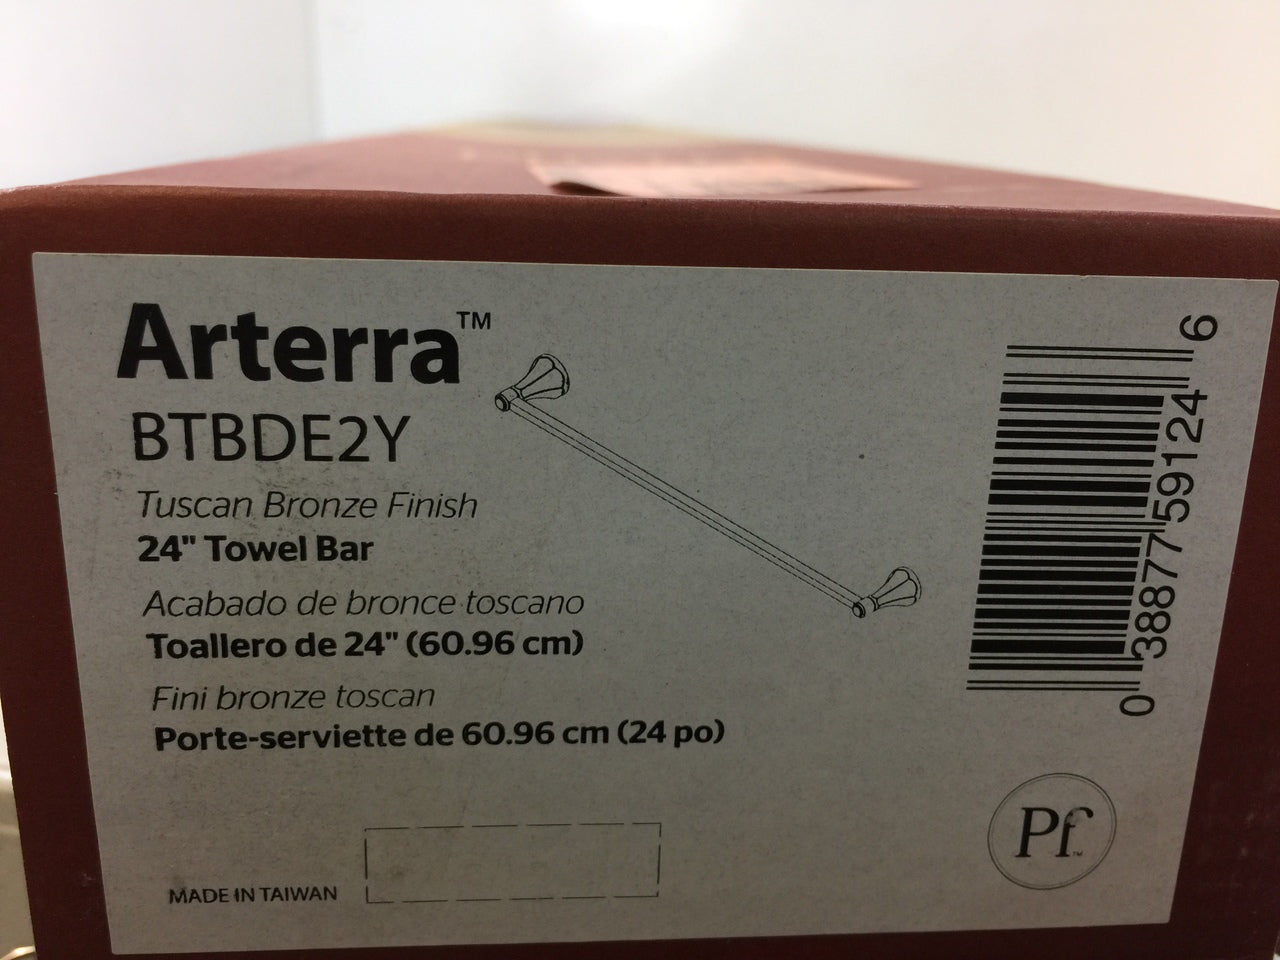 Arterra™
BTBDE2Y
Tuscan Bronze Finish
24" Towel Bar
Acabado de bronce toscano
Toallero de 24" (60.96 cm)
Fini bronze toscan
Porte-serviette de 60.96 cm (24 po)
MADE IN TAIWAN
0 38877 59124 6
Pf™